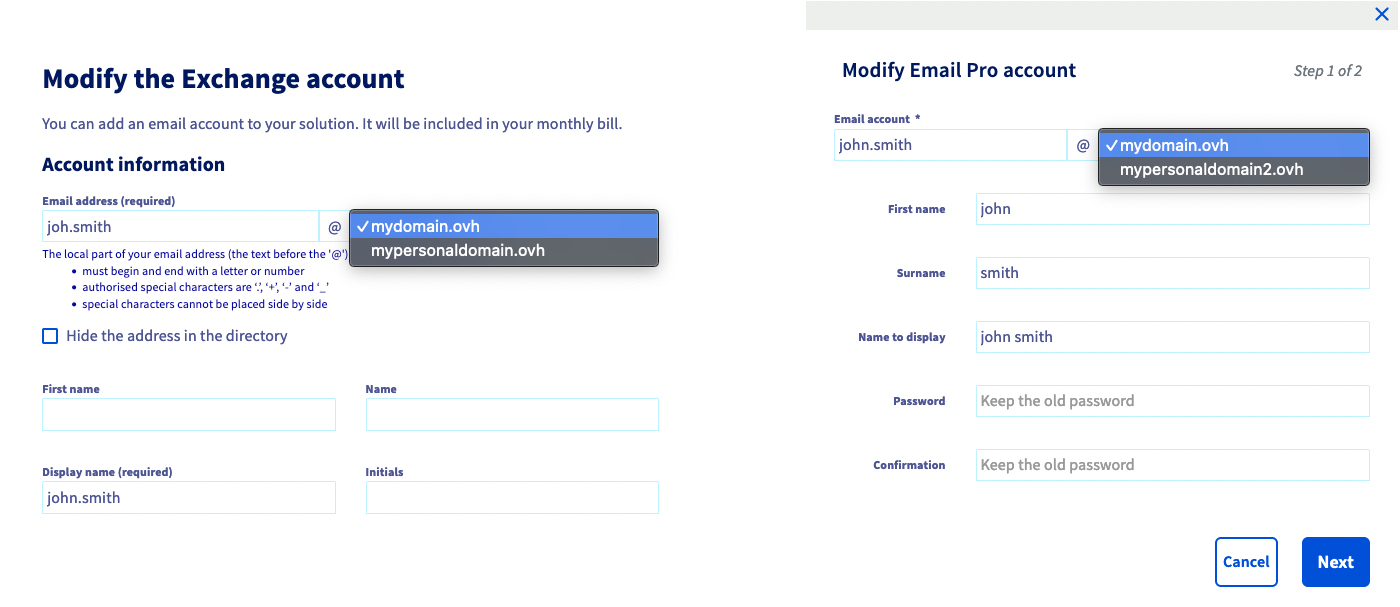 Modify the Exchange account
You can add an email account to your solution. It will be included in your monthly bill.
Account information
Email address (required)
joh.smith @ ✓mydomain.ovh
mypersonaldomain.ovh
The local part of your email address (the text before the '@')
• must begin and end with a letter or number
• authorised special characters are ‘.’, ‘+’, ‘-’ and ‘_’
• special characters cannot be placed side by side
Hide the address in the directory
First name Name
Display name (required) Initials
john.smith
Modify Email Pro account Step 1 of 2
Email account *
john.smith @ ✓mydomain.ovh
mypersonaldomain2.ovh
First name john
Surname smith
Name to display john smith
Password Keep the old password
Confirmation Keep the old password
Cancel Next